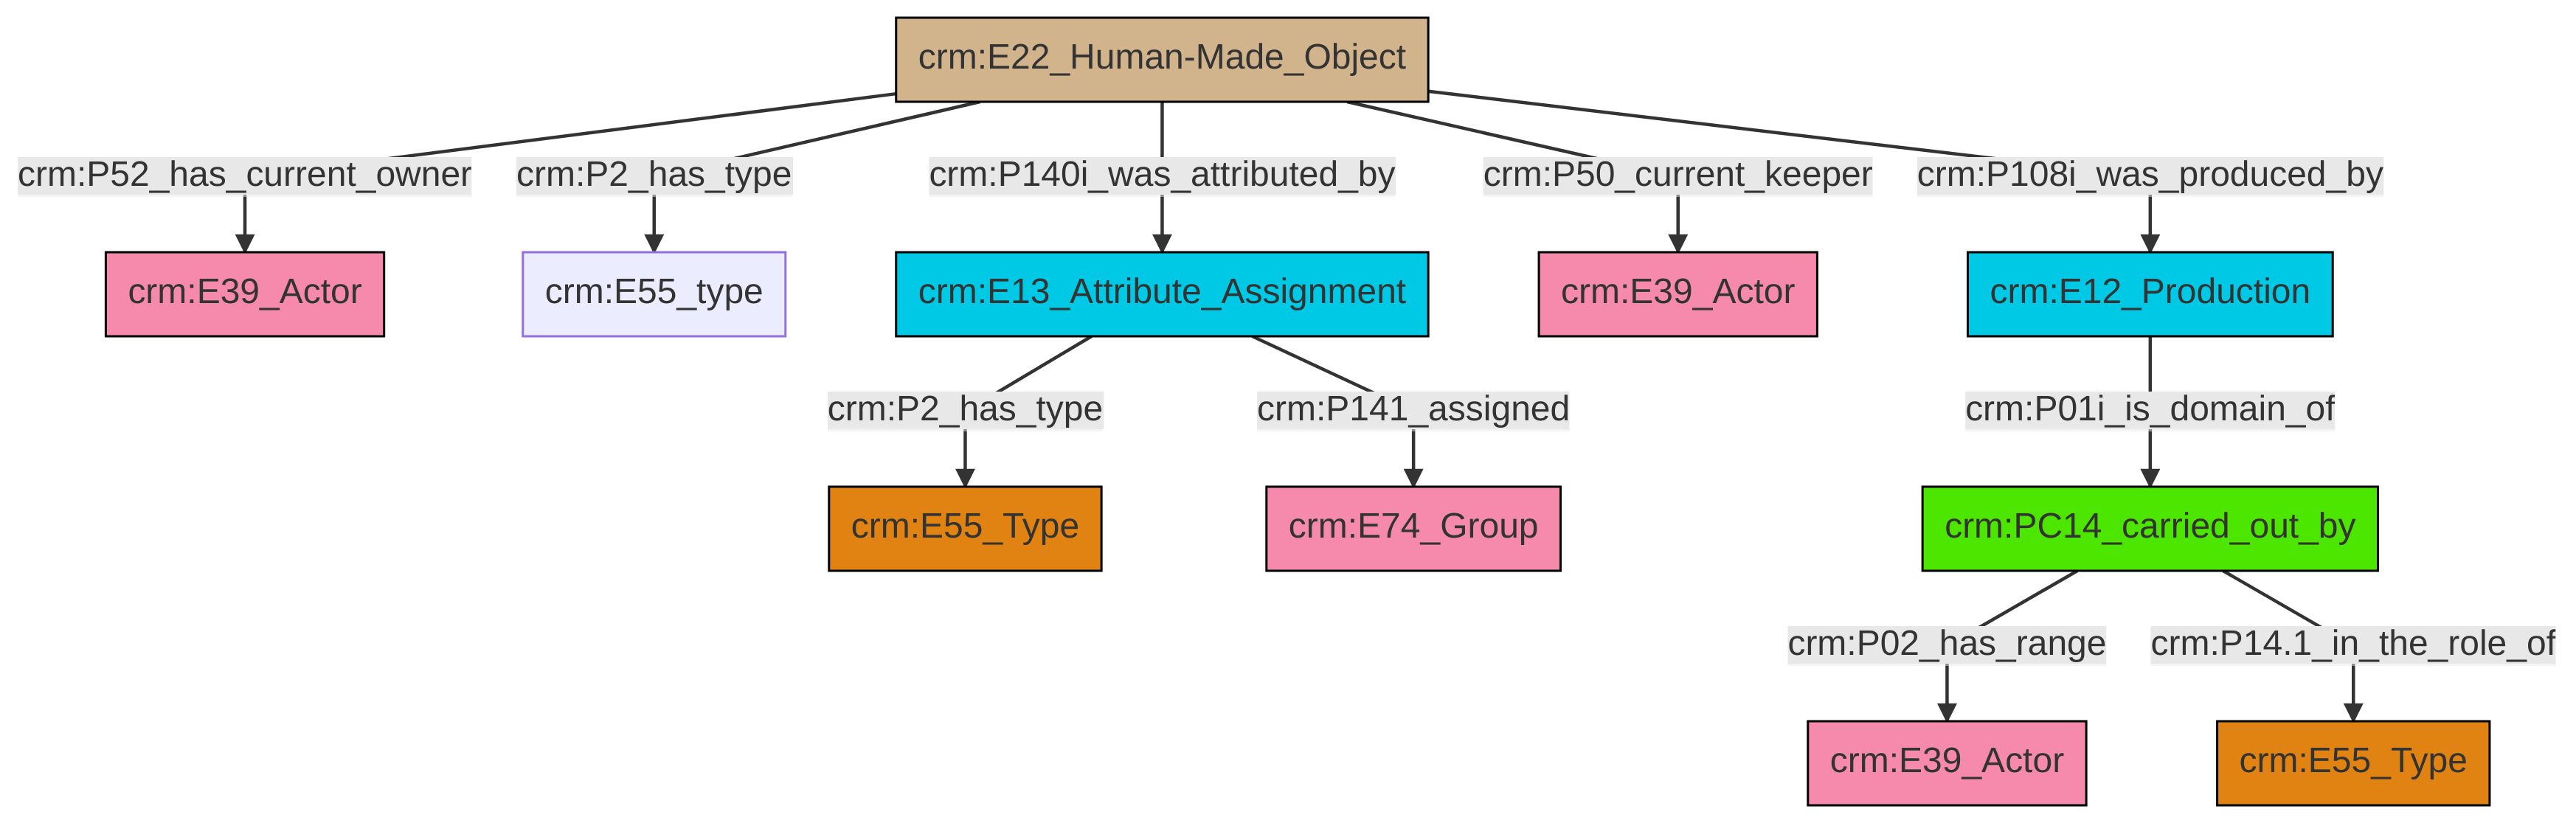 crm:E22_Human-Made_Object
crm:P52_has_current_owner
crm:P2_has_type
crm:P140i_was_attributed_by
crm:P50_current_keeper
crm:P108i_was_produced_by
crm:E39_Actor
crm:E55_type
crm:E13_Attribute_Assignment
crm:E39_Actor
crm:E12_Production
crm:P2_has_type
crm:P141_assigned
crm:P01i_is_domain_of
crm:E55_Type
crm:E74_Group
crm:PC14_carried_out_by
crm:P02_has_range
crm:P14.1_in_the_role_of
crm:E39_Actor
crm:E55_Type